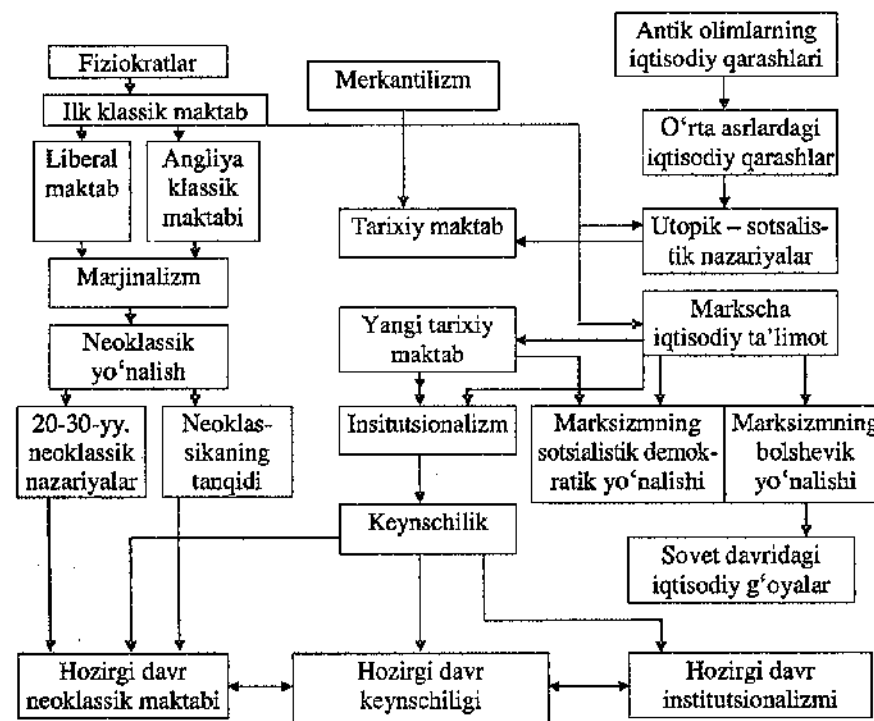 Fiziokratlar
Ilk klassik maktab
Liberal
maktab
Angliya
klassik
maktabi
Marjinalizm
Neoklassik
yo‘nalish
20-30-yy.
neoklassik
nazariyalar
Neoklas-
sikaning
tanqidi
Merkantilizm
Tarixiy maktab
Yangi tarixiy
maktab
Insitutsionalizm
Keynschilik
Antik olimlarning
iqtisodiy qarashlari
O‘rta asrlardagi
iqtisodiy qarashlar
Utopik – sotsalis-
tik nazariyalar
Markscha
iqtisodiy ta’limot
Marksizmning
sotsialistik demok-
ratik yo‘nalishi
Marksizmning
bolshevik
yo‘nalishi
Sovet davridagi
iqtisodiy g‘oyalar
Hozirgi davr
neoklassik maktabi
Hozirgi davr
keynschiligi
Hozirgi davr
institutsionalizmi